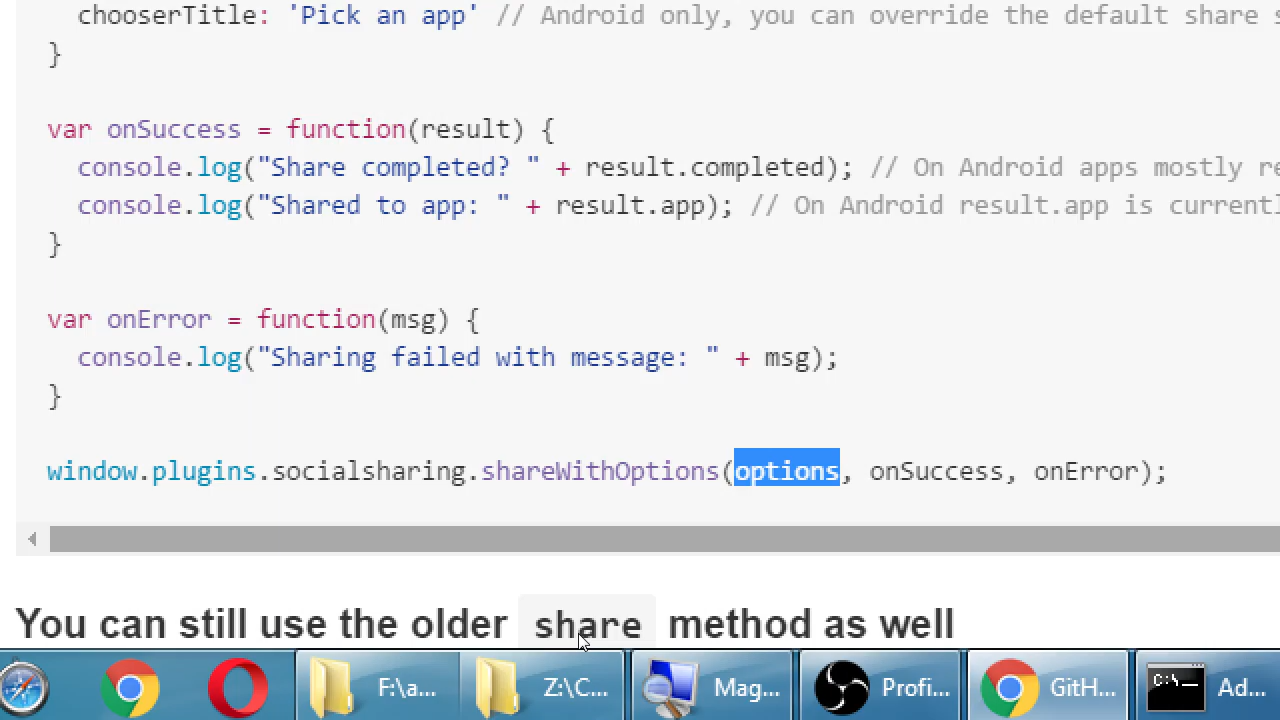 chooserTitle: 'Pick an app' // Android only, you can override the default share s
}
var onSuccess = function(result) {
console.log("Share completed? " + result.completed); // On Android apps mostly re
console.log("Shared to app: " + result.app); // On Android result.app is currentl
}
var onError = function(msg) {
console.log("Sharing failed with message: " + msg);
}
window.plugins.socialsharing.shareWithOptions(options, onSuccess, onError);
You can still use the older share method as well
F:\a... Z:\C... Mag... Profi... GitH... C:\ Ad...